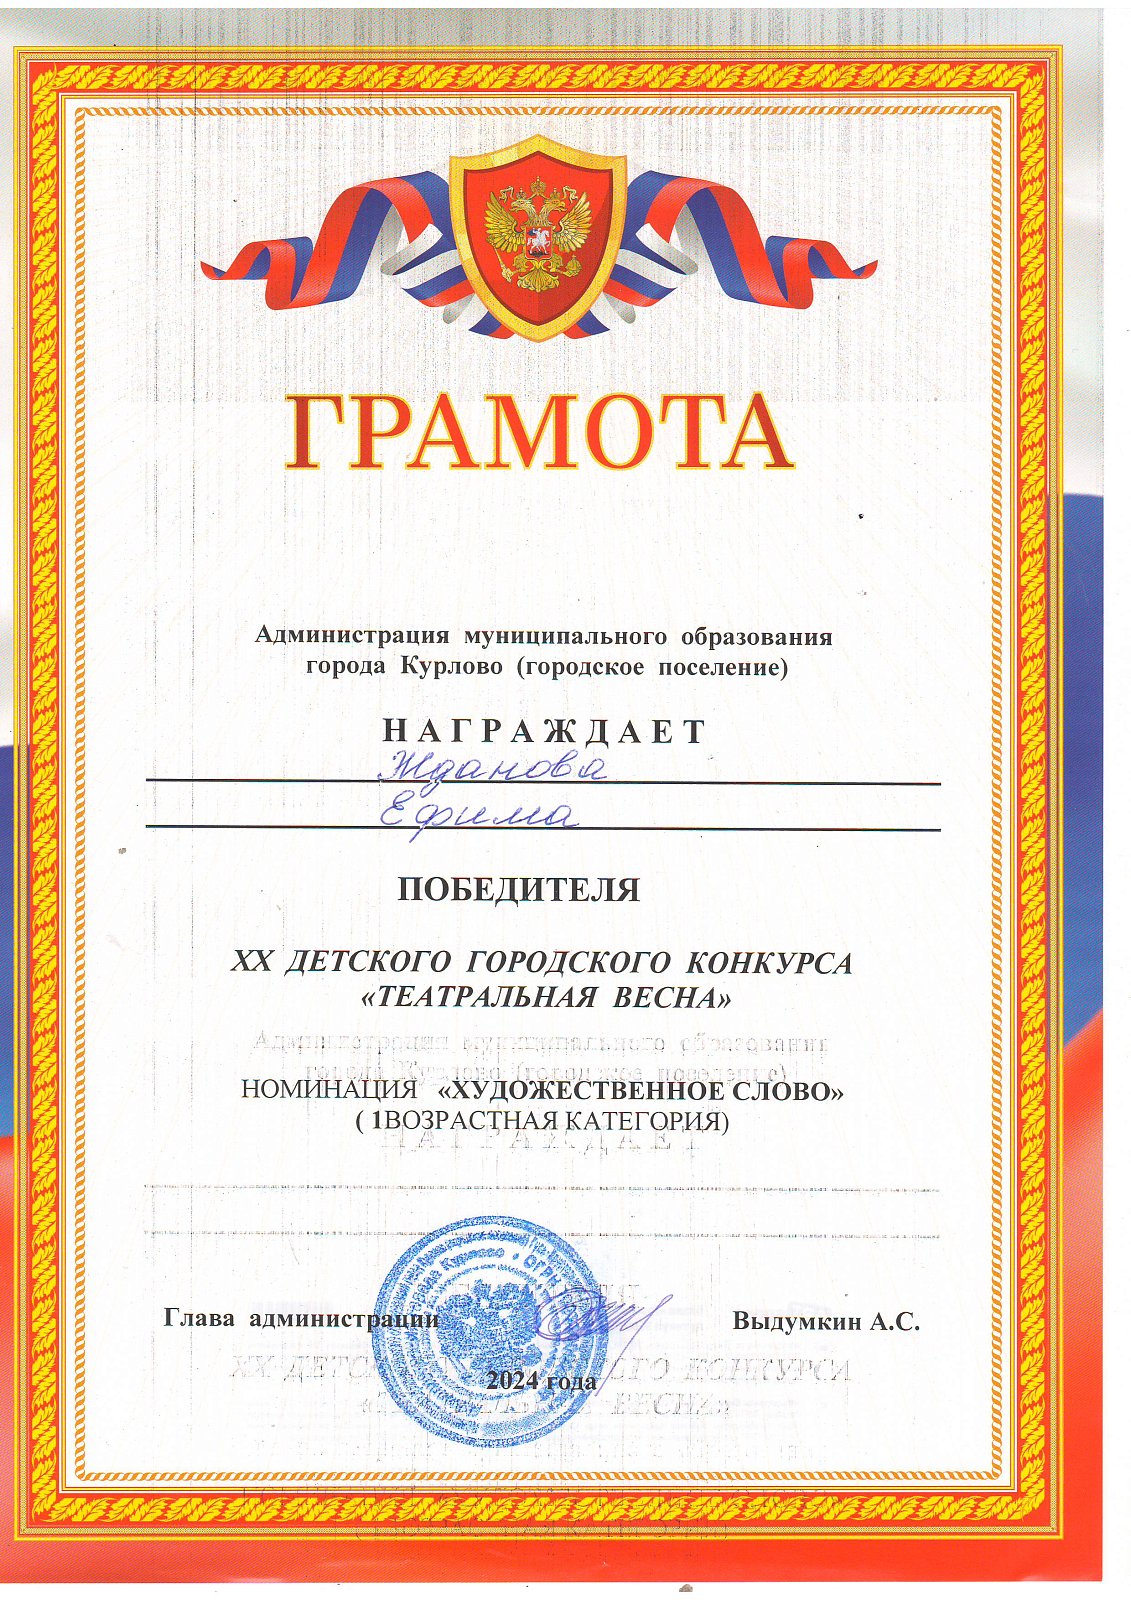 ГРАМОТА
Администрация муниципального образования
города Курлово (городское поселение)
НАГРАЖДАЕТ
Жданова
Ефима
ПОБЕДИТЕЛЯ
XX ДЕТСКОГО ГОРОДСКОГО КОНКУРСА
«ТЕАТРАЛЬНАЯ ВЕСНА»
НОМИНАЦИЯ «ХУДОЖЕСТВЕННОЕ СЛОВО»
( 1ВОЗРАСТНАЯ КАТЕГОРИЯ)
Глава администрации Выдумкин А.С.
2024 года